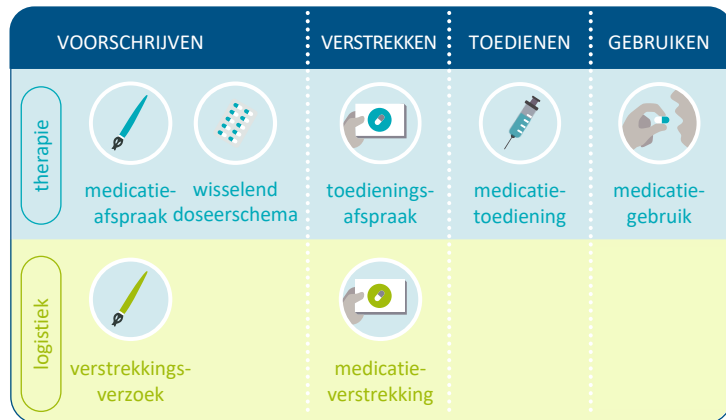 VOORSCHRIJVEN
VERSTREKKEN
TOEDIENEN
GEBRUIKEN
therapie
medicatie-
afspraak
wisselend
doseerschema
toedienings-
afspraak
medicatie-
toediening
medicatie-
gebruik
logistiek
verstrekkings-
verzoek
medicatie-
verstrekking